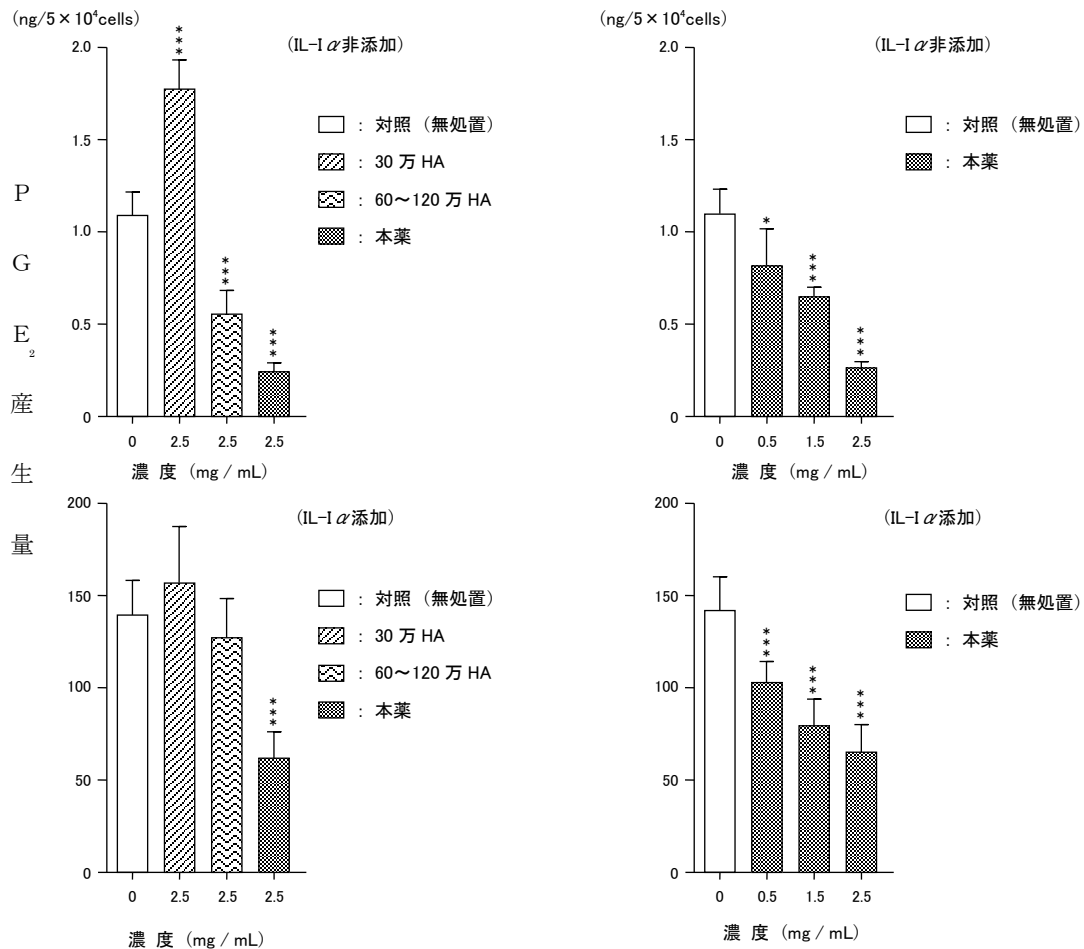 PGE₂産生量
(ng/5×10⁴cells)
(IL-Iα非添加)
***
***
***
2.0
1.5
1.0
0.5
0
: 対照 (無処置)
: 30 万 HA
: 60～120 万 HA
: 本薬
0 2.5 2.5 2.5
濃 度 (mg / mL)
(ng/5×10⁴cells)
(IL-Iα非添加)
*
***
***
2.0
1.5
1.0
0.5
0
: 対照 (無処置)
: 本薬
0 0.5 1.5 2.5
濃 度 (mg / mL)
(IL-Iα添加)
***
200
150
100
50
0
: 対照 (無処置)
: 30 万 HA
: 60～120 万 HA
: 本薬
0 2.5 2.5 2.5
濃 度 (mg / mL)
(IL-Iα添加)
***
***
***
200
150
100
50
0
: 対照 (無処置)
: 本薬
0 0.5 1.5 2.5
濃 度 (mg / mL)